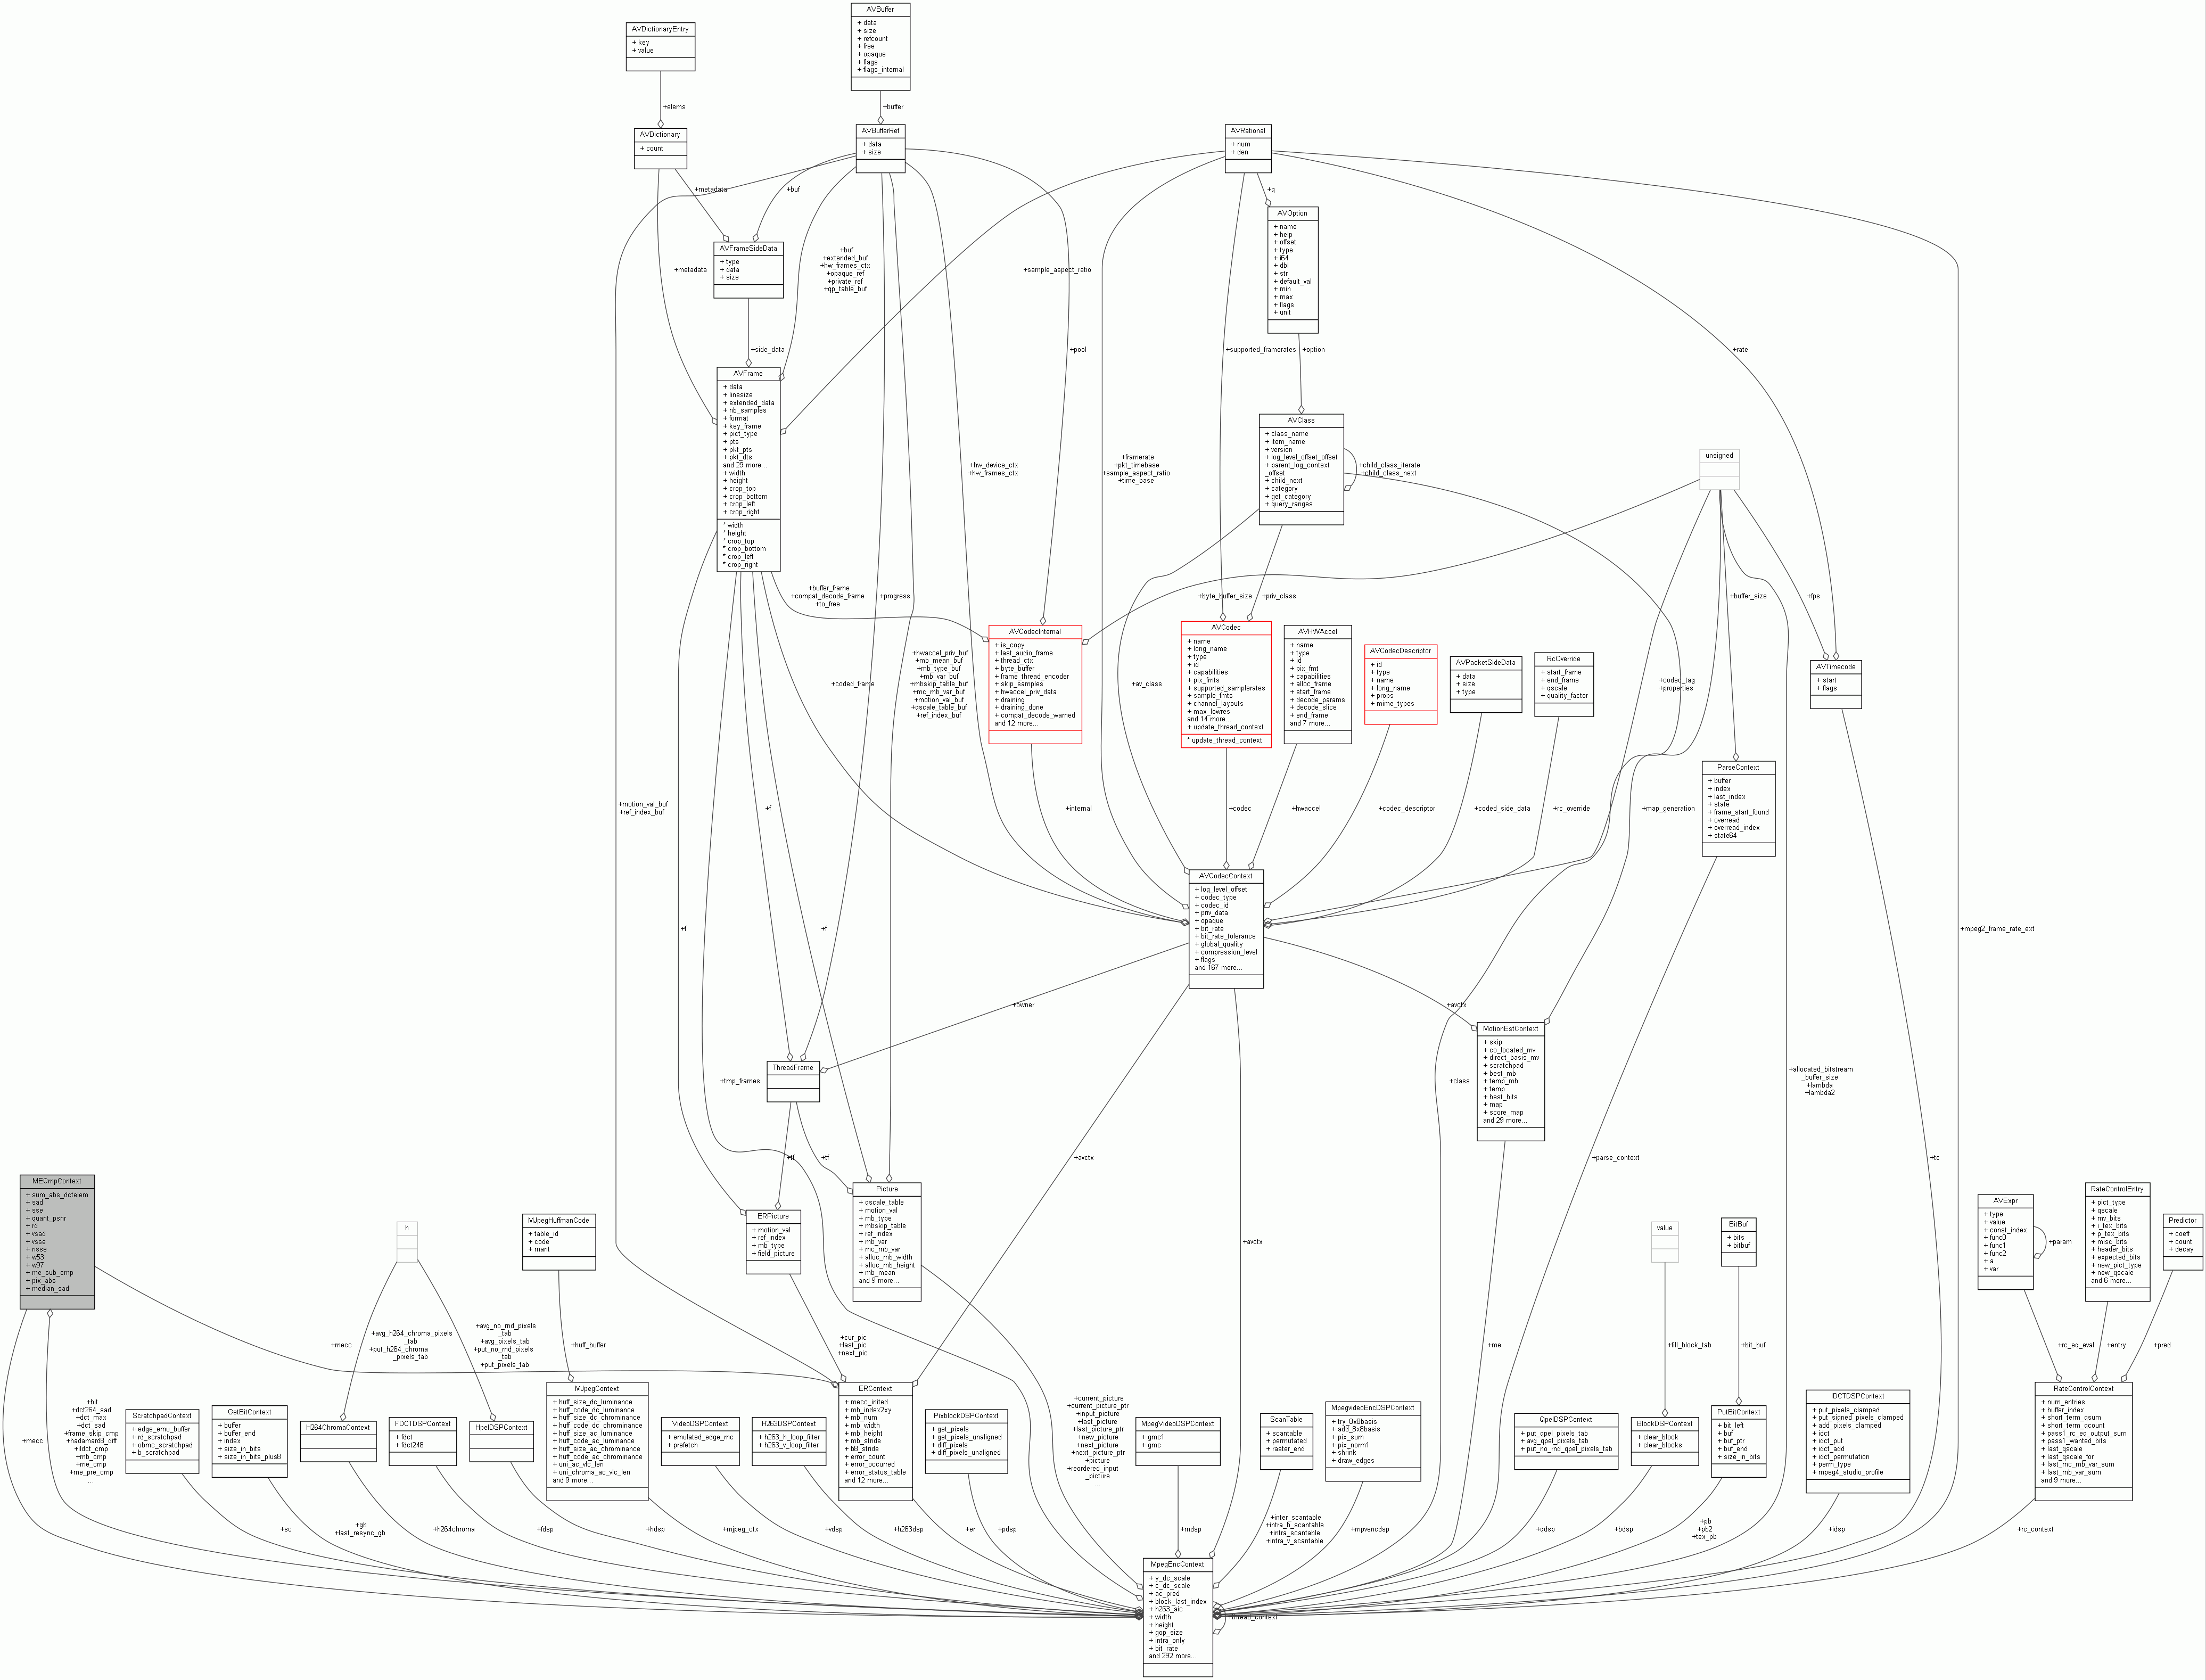 AVBuffer
+ data
+ size
+ refcount
+ free
+ opaque
+ flags
+ flags_internal
AVDictionaryEntry
+ key
+ value
+elems
+buffer
AVDictionary
+ count
AVBufferRef
+ data
+ size
AVRational
+ num
+ den
+metadata
+buf
+q
AVOption
+ name
+ help
+ offset
+ type
+ i64
+ dbl
+ str
+ default_val
+ min
+ max
+ flags
+ unit
AVFrameSideData
+ type
+ data
+ size
+metadata
+buf
+extended_buf
+hw_frames_ctx
+opaque_ref
+private_ref
+qp_table_buf
+sample_aspect_ratio
+side_data
+pool
+supported_framerates
+option
+rate
AVFrame
+ data
+ linesize
+ extended_data
+ nb_samples
+ format
+ key_frame
+ pict_type
+ pts
+ pkt_pts
+ pkt_dts
and 29 more...
+ width
+ height
+ crop_top
+ crop_bottom
+ crop_left
+ crop_right
* width
* height
* crop_top
* crop_bottom
* crop_left
* crop_right
+hw_device_ctx
+hw_frames_ctx
+framerate
+pkt_timebase
+sample_aspect_ratio
+time_base
AVClass
+ class_name
+ item_name
+ version
+ log_level_offset_offset
+ parent_log_context
_offset
+ child_next
+ category
+ get_category
+ query_ranges
+child_class_iterate
+child_class_next
unsigned
+buffer_frame
+compat_decode_frame
+to_free
+progress
+byte_buffer_size
+priv_class
+buffer_size
+fps
+hwaccel_priv_buf
+mb_mean_buf
+mb_type_buf
+mb_var_buf
+mbskip_table_buf
+mc_mb_var_buf
+motion_val_buf
+qscale_table_buf
+ref_index_buf
+coded_frame
AVCodecInternal
+ is_copy
+ last_audio_frame
+ thread_ctx
+ byte_buffer
+ frame_thread_encoder
+ skip_samples
+ hwaccel_priv_data
+ draining
+ draining_done
+ compat_decode_warned
and 12 more...
+av_class
AVCodec
+ name
+ long_name
+ type
+ id
+ capabilities
+ pix_fmts
+ supported_samplerates
+ sample_fmts
+ channel_layouts
+ max_lowres
and 14 more...
+ update_thread_context
* update_thread_context
AVHWAccel
+ name
+ type
+ id
+ pix_fmt
+ capabilities
+ alloc_frame
+ start_frame
+ decode_params
+ decode_slice
+ end_frame
and 7 more...
AVCodecDescriptor
+ id
+ type
+ name
+ long_name
+ props
+ mime_types
AVPacketSideData
+ data
+ size
+ type
RcOverride
+ start_frame
+ end_frame
+ qscale
+ quality_factor
+codec_tag
+properties
AVTimecode
+ start
+ flags
+motion_val_buf
+ref_index_buf
+f
+internal
+codec
+hwaccel
+codec_descriptor
+coded_side_data
+rc_override
+map_generation
ParseContext
+ buffer
+ index
+ last_index
+ state
+ frame_start_found
+ overread
+ overread_index
+ state64
+f
+f
AVCodecContext
+ log_level_offset
+ codec_type
+ codec_id
+ priv_data
+ opaque
+ bit_rate
+ bit_rate_tolerance
+ global_quality
+ compression_level
+ flags
and 167 more...
+mpeg2_frame_rate_ext
+owner
+avctx
MotionEstContext
+ skip
+ co_located_mv
+ direct_basis_mv
+ scratchpad
+ best_mb
+ temp_mb
+ temp
+ best_bits
+ map
+ score_map
and 29 more...
+tmp_frames
ThreadFrame
+class
+allocated_bitstream
_buffer_size
+lambda
+lambda2
+tf
+tf
+avctx
+parse_context
+tc
MECmpContext
+ sum_abs_dctelem
+ sad
+ sse
+ quant_psnr
+ rd
+ vsad
+ vsse
+ nsse
+ w53
+ w97
+ me_sub_cmp
+ pix_abs
+ median_sad
h
MJpegHuffmanCode
+ table_id
+ code
+ mant
ERPicture
+ motion_val
+ ref_index
+ mb_type
+ field_picture
Picture
+ qscale_table
+ motion_val
+ mb_type
+ mbskip_table
+ ref_index
+ mb_var
+ mc_mb_var
+ alloc_mb_width
+ alloc_mb_height
+ mb_mean
and 9 more...
+avctx
value
BitBuf
+ bits
+ bitbuf
AVExpr
+ type
+ value
+ const_index
+ func0
+ func1
+ func2
+ a
+ var
+param
RateControlEntry
+ pict_type
+ qscale
+ mv_bits
+ i_tex_bits
+ p_tex_bits
+ misc_bits
+ header_bits
+ expected_bits
+ new_pict_type
+ new_qscale
and 6 more...
Predictor
+ coeff
+ count
+ decay
+mecc
+avg_h264_chroma_pixels
_tab
+put_h264_chroma
_pixels_tab
+avg_no_rnd_pixels
_tab
+avg_pixels_tab
+put_no_rnd_pixels
_tab
+put_pixels_tab
+huff_buffer
+cur_pic
+last_pic
+next_pic
+me
+fill_block_tab
+bit_buf
+rc_eq_eval
+entry
+pred
+mecc
+bit
+dct264_sad
+dct_max
+dct_sad
+frame_skip_cmp
+hadamard8_diff
+ildct_cmp
+mb_cmp
+me_cmp
+me_pre_cmp
...
ScratchpadContext
+ edge_emu_buffer
+ rd_scratchpad
+ obmc_scratchpad
+ b_scratchpad
GetBitContext
+ buffer
+ buffer_end
+ index
+ size_in_bits
+ size_in_bits_plus8
H264ChromaContext
FDCTDSPContext
+ fdct
+ fdct248
HpelDSPContext
MJpegContext
+ huff_size_dc_luminance
+ huff_code_dc_luminance
+ huff_size_dc_chrominance
+ huff_code_dc_chrominance
+ huff_size_ac_luminance
+ huff_code_ac_luminance
+ huff_size_ac_chrominance
+ huff_code_ac_chrominance
+ uni_ac_vlc_len
+ uni_chroma_ac_vlc_len
and 9 more...
VideoDSPContext
+ emulated_edge_mc
+ prefetch
H263DSPContext
+ h263_h_loop_filter
+ h263_v_loop_filter
ERContext
+ mecc_inited
+ mb_index2xy
+ mb_num
+ mb_width
+ mb_height
+ mb_stride
+ b8_stride
+ error_count
+ error_occurred
+ error_status_table
and 12 more...
PixblockDSPContext
+ get_pixels
+ get_pixels_unaligned
+ diff_pixels
+ diff_pixels_unaligned
+current_picture
+current_picture_ptr
+input_picture
+last_picture
+last_picture_ptr
+new_picture
+next_picture
+next_picture_ptr
+picture
+reordered_input
_picture
...
MpegVideoDSPContext
+ gmc1
+ gmc
ScanTable
+ scantable
+ permutated
+ raster_end
MpegvideoEncDSPContext
+ try_8x8basis
+ add_8x8basis
+ pix_sum
+ pix_norm1
+ shrink
+ draw_edges
QpelDSPContext
+ put_qpel_pixels_tab
+ avg_qpel_pixels_tab
+ put_no_rnd_qpel_pixels_tab
BlockDSPContext
+ clear_block
+ clear_blocks
PutBitContext
+ bit_left
+ buf
+ buf_ptr
+ buf_end
+ size_in_bits
IDCTDSPContext
+ put_pixels_clamped
+ put_signed_pixels_clamped
+ add_pixels_clamped
+ idct
+ idct_put
+ idct_add
+ idct_permutation
+ perm_type
+ mpeg4_studio_profile
RateControlContext
+ num_entries
+ buffer_index
+ short_term_qsum
+ short_term_qcount
+ pass1_rc_eq_output_sum
+ pass1_wanted_bits
+ last_qscale
+ last_qscale_for
+ last_mc_mb_var_sum
+ last_mb_var_sum
and 9 more...
+sc
+gb
+last_resync_gb
+h264chroma
+fdsp
+hdsp
+mjpeg_ctx
+vdsp
+h263dsp
+er
+pdsp
+mdsp
+inter_scantable
+intra_h_scantable
+intra_scantable
+intra_v_scantable
+mpvencdsp
+qdsp
+bdsp
+pb
+pb2
+tex_pb
+idsp
+rc_context
MpegEncContext
+ y_dc_scale
+ c_dc_scale
+ ac_pred
+ block_last_index
+ h263_aic
+ width
+ height
+ gop_size
+ intra_only
+ bit_rate
and 292 more...
+thread_context